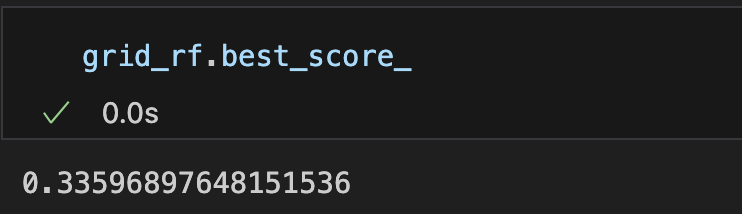 grid_rf.best_score_
✓ 0.0s
0.33596897648151536